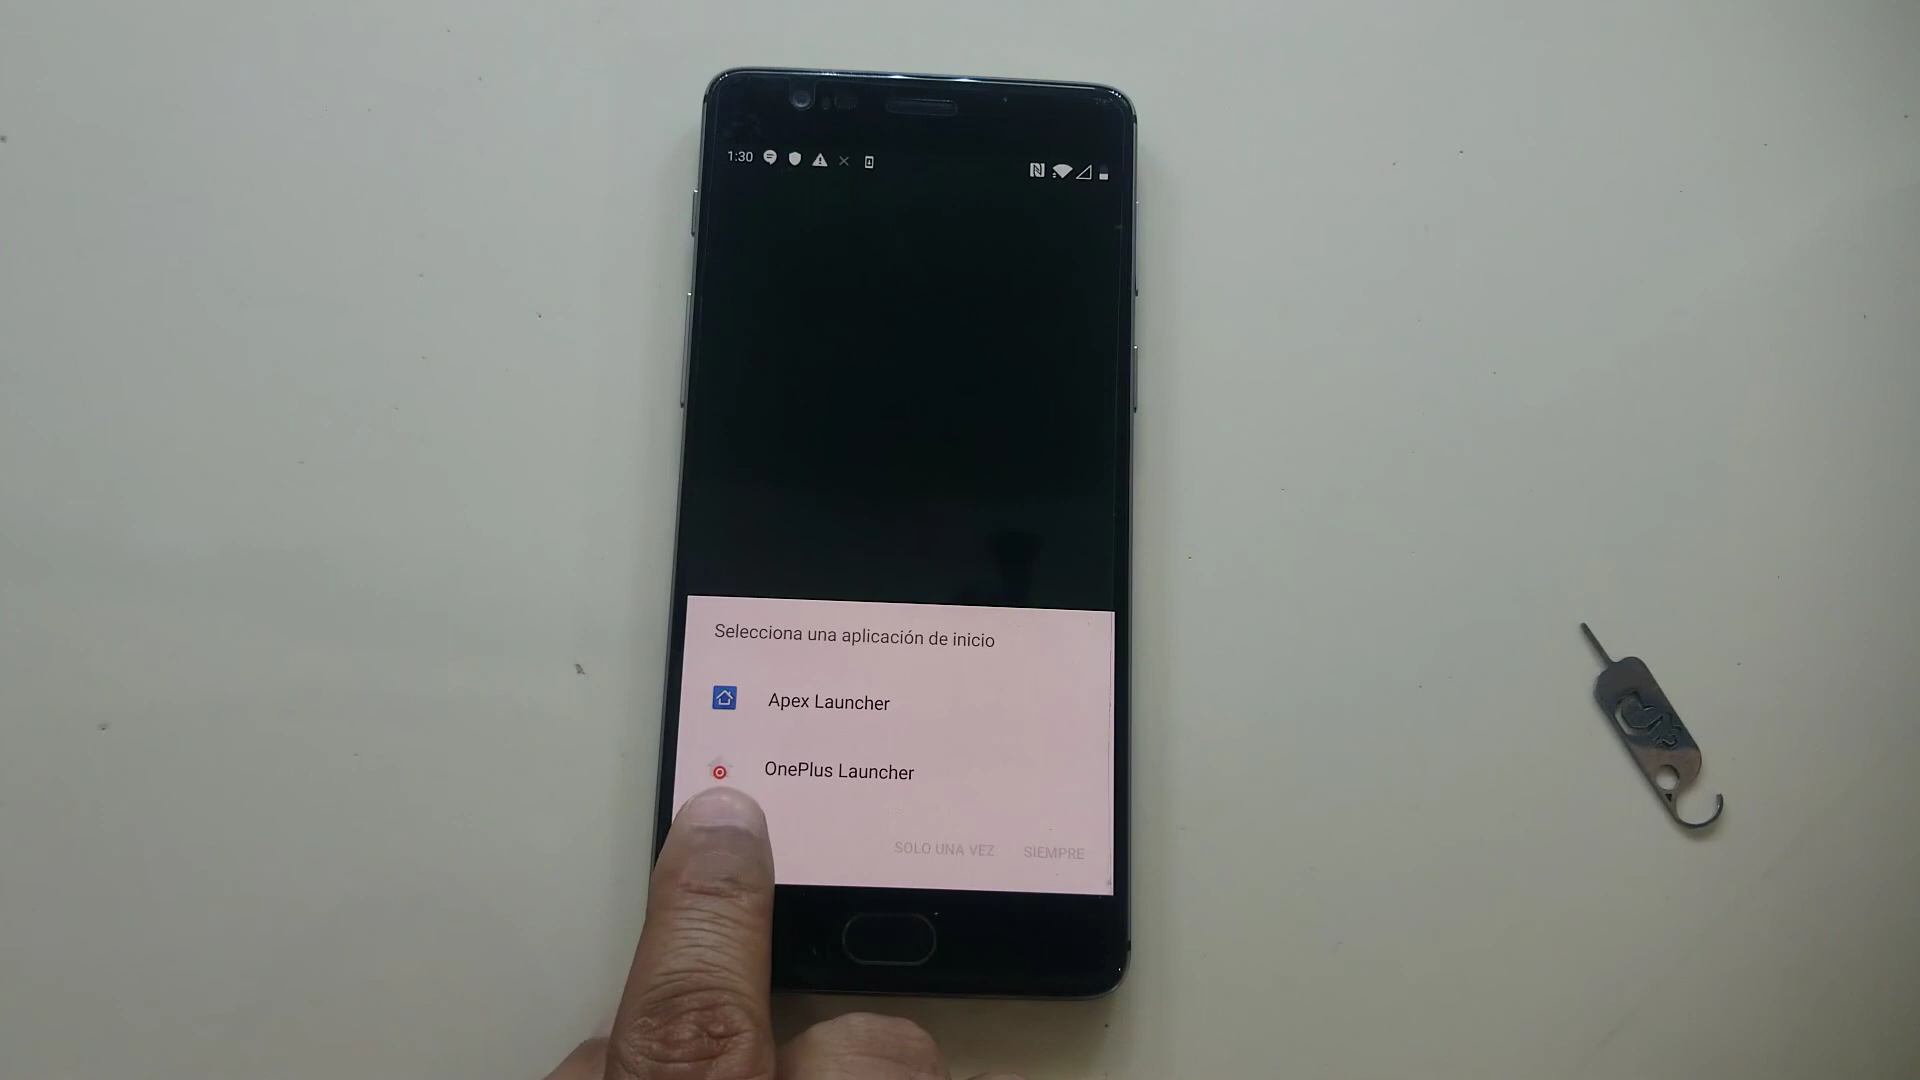 1:30
Selecciona una aplicación de inicio
Apex Launcher
OnePlus Launcher
SOLO UNA VEZ SIEMPRE